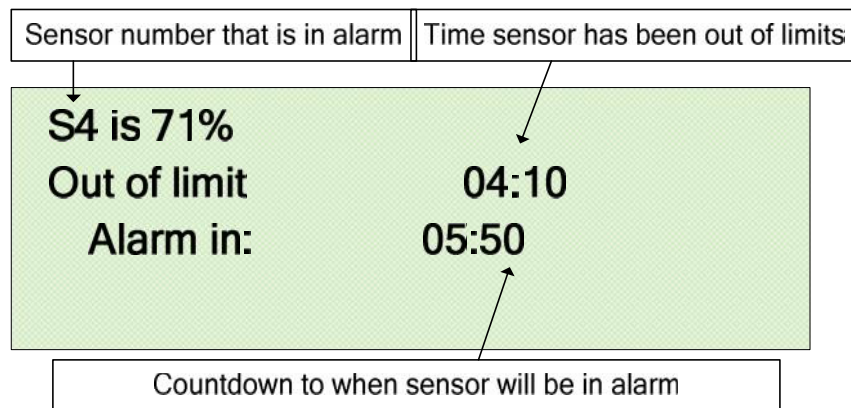 Sensor number that is in alarm
Time sensor has been out of limits
S4 is 71%
Out of limit 04:10
Alarm in: 05:50
Countdown to when sensor will be in alarm